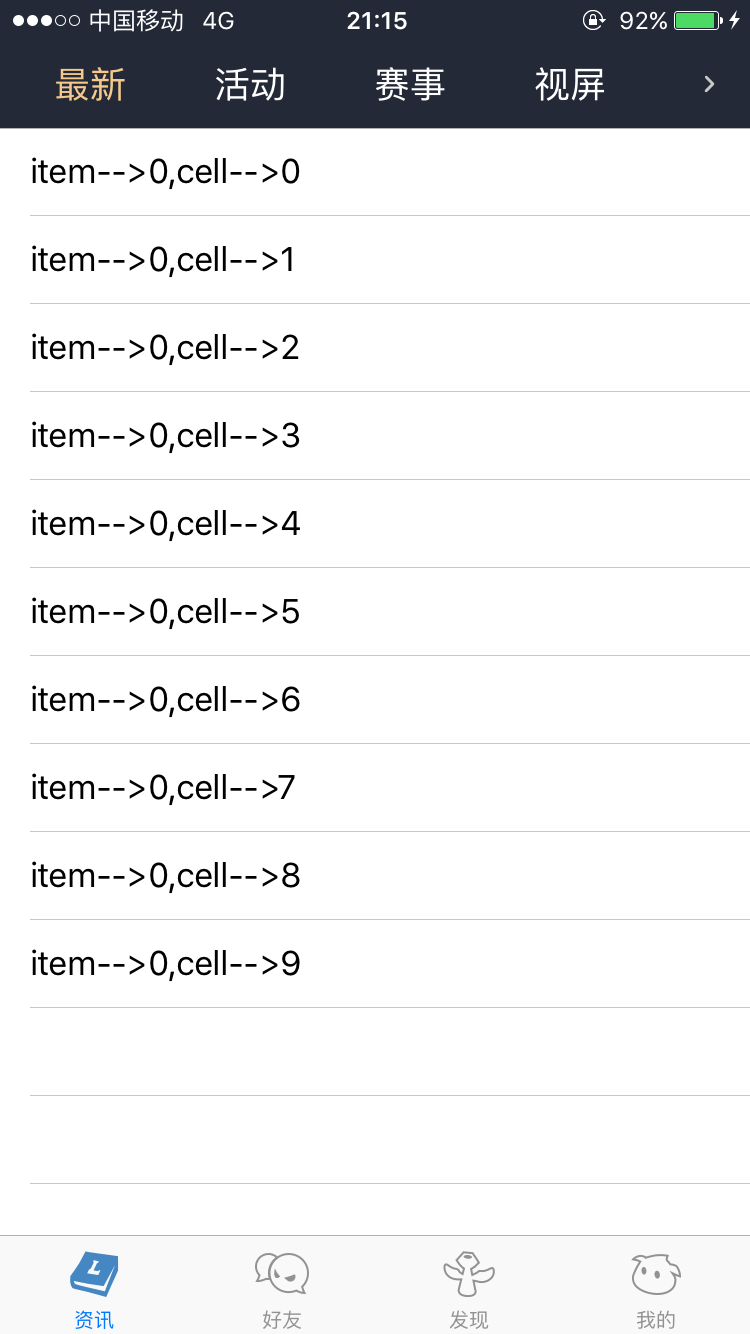 中国移动 4G 21:15 92%
最新 活动 赛事 视屏
item-->0,cell-->0
item-->0,cell-->1
item-->0,cell-->2
item-->0,cell-->3
item-->0,cell-->4
item-->0,cell-->5
item-->0,cell-->6
item-->0,cell-->7
item-->0,cell-->8
item-->0,cell-->9
L
资讯 好友 发现 我的